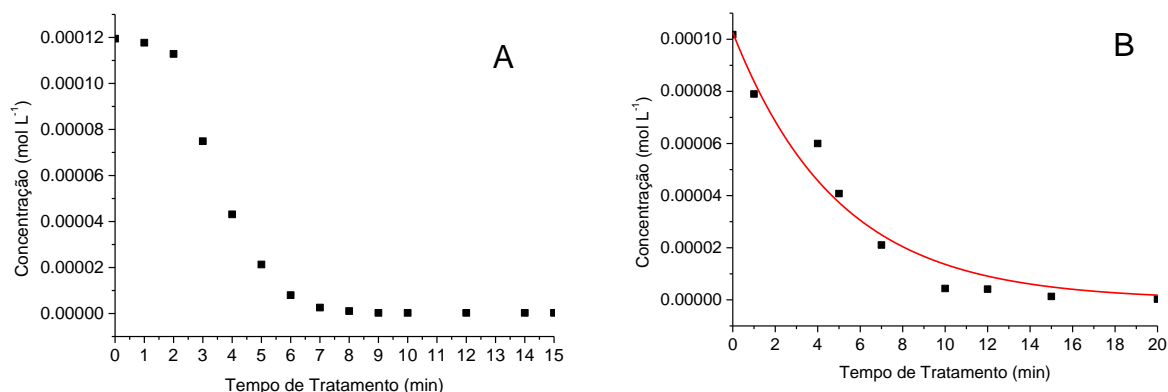 A
Concentração (mol L-1)
0.00012
0.00010
0.00008
0.00006
0.00004
0.00002
0.00000
0 1 2 3 4 5 6 7 8 9 10 11 12 13 14 15
Tempo de Tratamento (min)
B
Concentração (mol L-1)
0.00010
0.00008
0.00006
0.00004
0.00002
0.00000
0 2 4 6 8 10 12 14 16 18 20
Tempo de Tratamento (min)